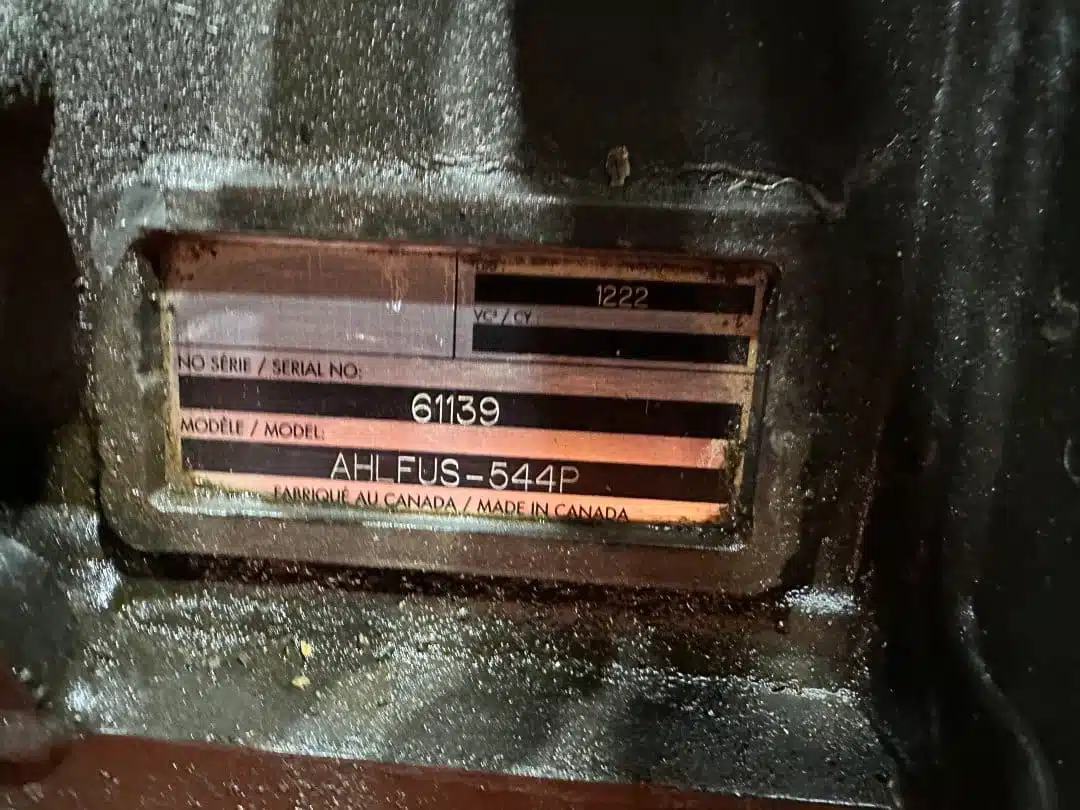 1222
VC³ / CY
NO SÉRIE / SERIAL NO:
61139
MODÈLE / MODEL:
AHLFUS-544P
FABRIQUÉ AU CANADA / MADE IN CANADA